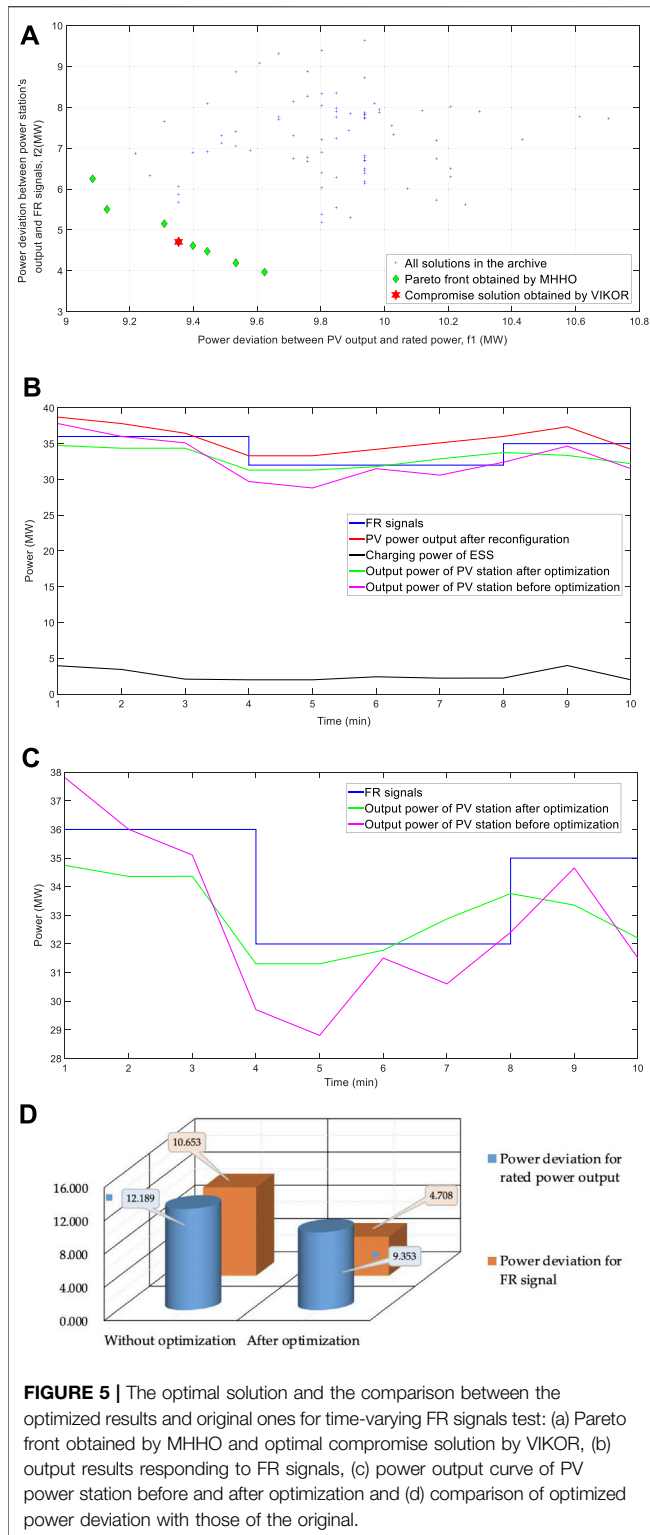 A
Power deviation between power station's
output and FR signals, f2(MW)
10
9
8
7
6
5
4
3
All solutions in the archive
Pareto front obtained by MHHO
Compromise solution obtained by VIKOR
9 9.2 9.4 9.6 9.8 10 10.2 10.4 10.6 10.8
Power deviation between PV output and rated power, f1 (MW)
B
Power (MW)
40
35
30
25
20
15
10
5
0
FR signals
PV power output after reconfiguration
Charging power of ESS
Output power of PV station after optimization
Output power of PV station before optimization
1 2 3 4 5 6 7 8 9 10
Time (min)
C
Power (MW)
38
37
36
35
34
33
32
31
30
29
28
FR signals
Output power of PV station after optimization
Output power of PV station before optimization
1 2 3 4 5 6 7 8 9 10
Time (min)
D
16.000
12.000
8.000
4.000
0.000
10.653
12.189
4.708
9.353
Without optimization After optimization
Power deviation for
rated power output
Power deviation for
FR signal
FIGURE 5 | The optimal solution and the comparison between the
optimized results and original ones for time-varying FR signals test: (a) Pareto
front obtained by MHHO and optimal compromise solution by VIKOR, (b)
output results responding to FR signals, (c) power output curve of PV
power station before and after optimization and (d) comparison of optimized
power deviation with those of the original.